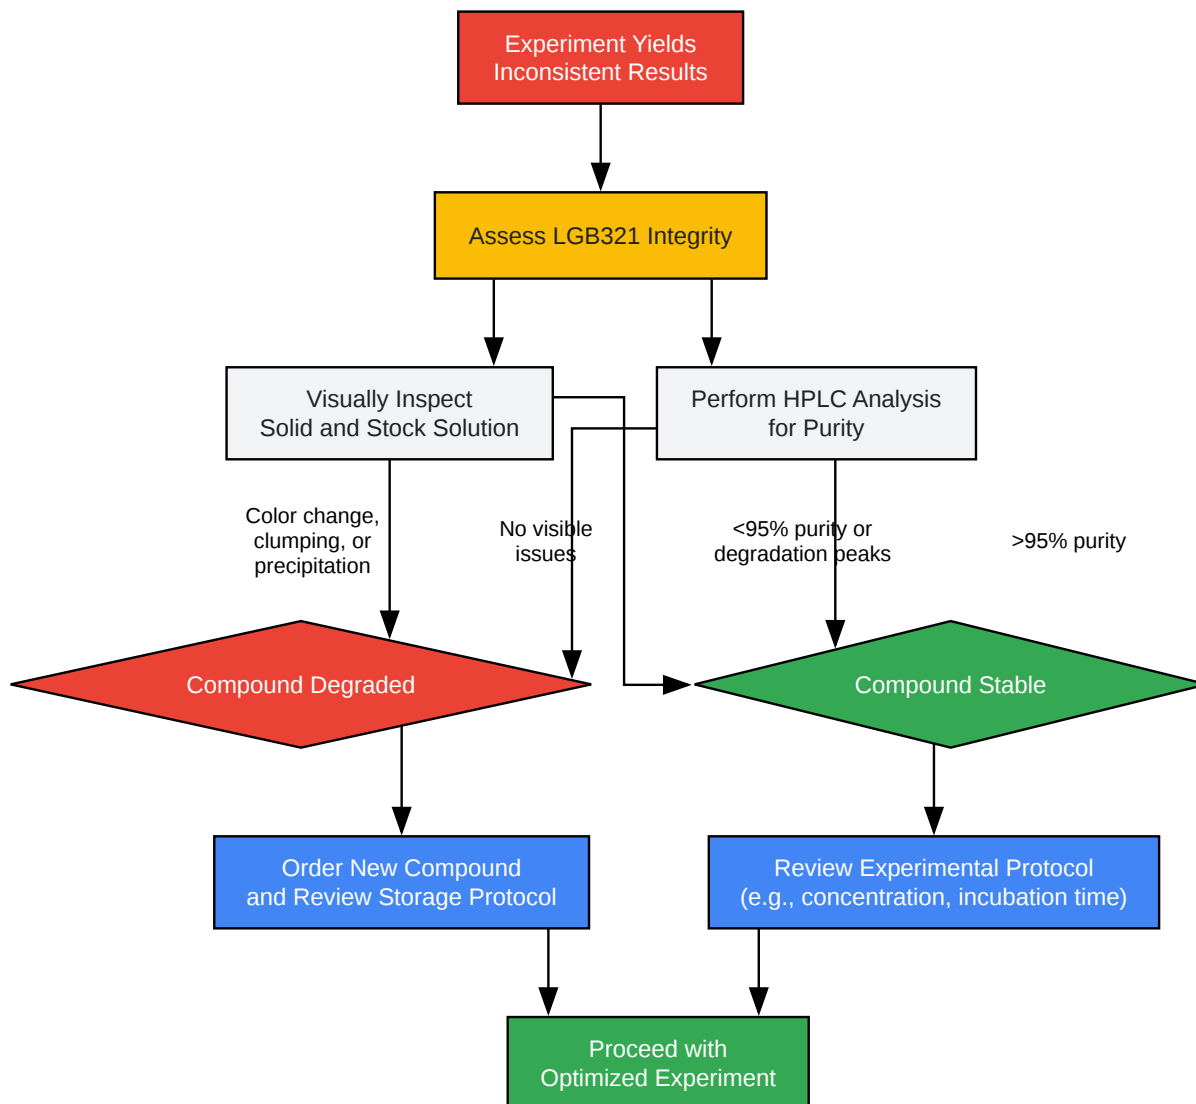 Experiment Yields
Inconsistent Results
Assess LGB321 Integrity
Visually Inspect
Solid and Stock Solution
Perform HPLC Analysis
for Purity
Color change,
clumping, or
precipitation
No visible
issues
<95% purity or
degradation peaks
>95% purity
Compound Degraded
Compound Stable
Order New Compound
and Review Storage Protocol
Review Experimental Protocol
(e.g., concentration, incubation time)
Proceed with
Optimized Experiment